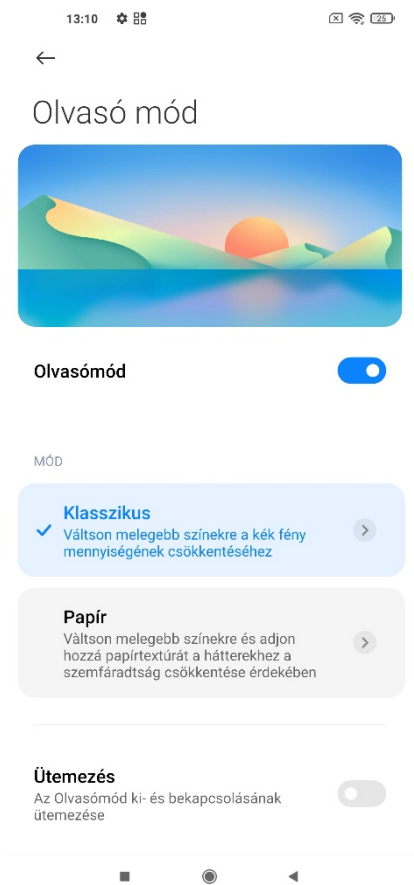 13:10
25
Olvasó mód
Olvasómód
MÓD
Klasszikus
Váltson melegebb színekre a kék fény
mennyiségének csökkentéséhez
Papír
Vàltson melegebb színekre és adjon
hozzá papírtextúrát a hátterekhez a
szemfáradtság csökkentése érdekében
Ütemezés
Az Olvasómód ki- és bekapcsolásának
ütemezése